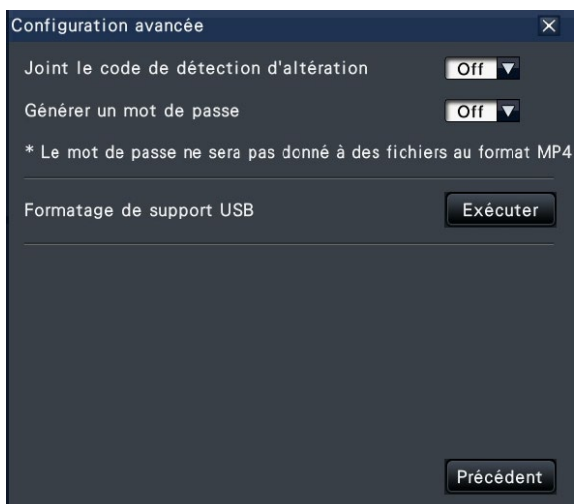 Configuration avancée
Joint le code de détection d'altération Off
Générer un mot de passe Off
* Le mot de passe ne sera pas donné à des fichiers au format MP4
Formatage de support USB Exécuter
Précédent